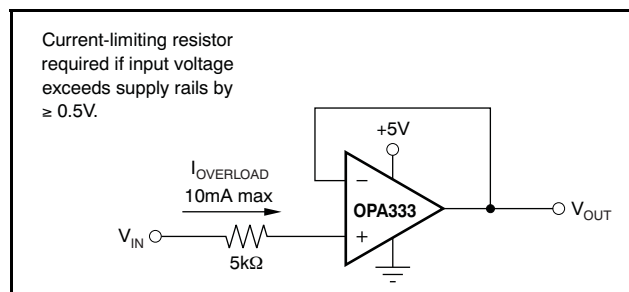 Current-limiting resistor
required if input voltage
exceeds supply rails by
≥ 0.5V.
+5V
IOVERLOAD
10mA max
−
OPA333
VOUT
VIN
+
5kΩ